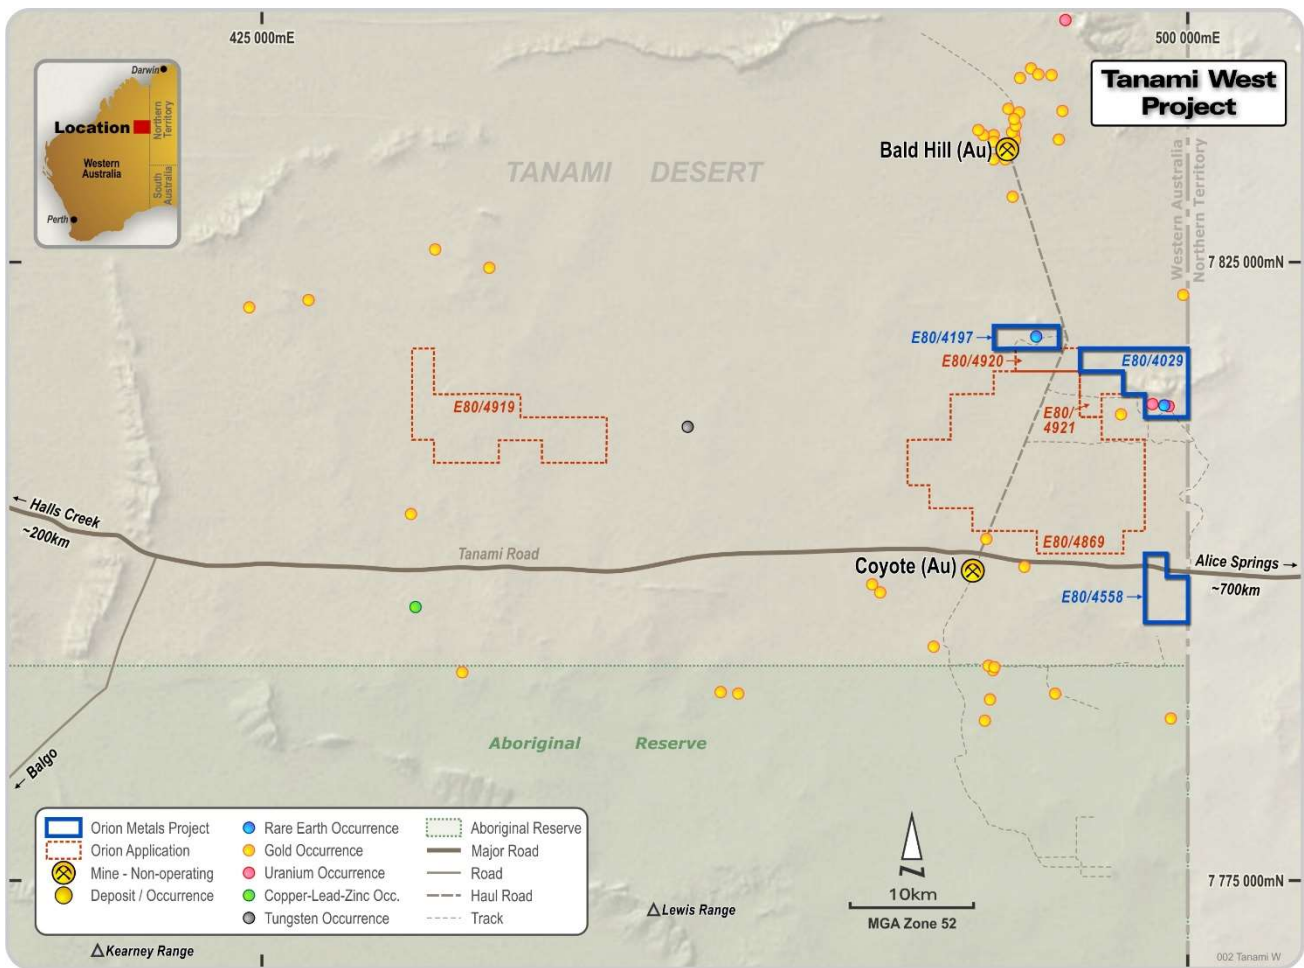 425 000mE
500 000mE
Tanami West
Project
Darwin
Location
Northern
Territory
Western
Australia
South
Australia
Perth
TANAMI DESERT
Bald Hill (Au)
Western Australia
Northern Territory
7 825 000mN
E80/4197
E80/4920
E80/4029
E80/4919
E80/
4921
Halls Creek
~200km
Tanami Road
E80/4869
Coyote (Au)
Alice Springs
~700km
E80/4558
Balgo
Aboriginal Reserve
Orion Metals Project
Orion Application
Mine - Non-operating
Deposit / Occurrence
Rare Earth Occurrence
Gold Occurrence
Uranium Occurrence
Copper-Lead-Zinc Occ.
Tungsten Occurrence
Aboriginal Reserve
Major Road
Road
Haul Road
Track
N
10km
MGA Zone 52
7 775 000mN
Lewis Range
Kearney Range
002 Tanami W